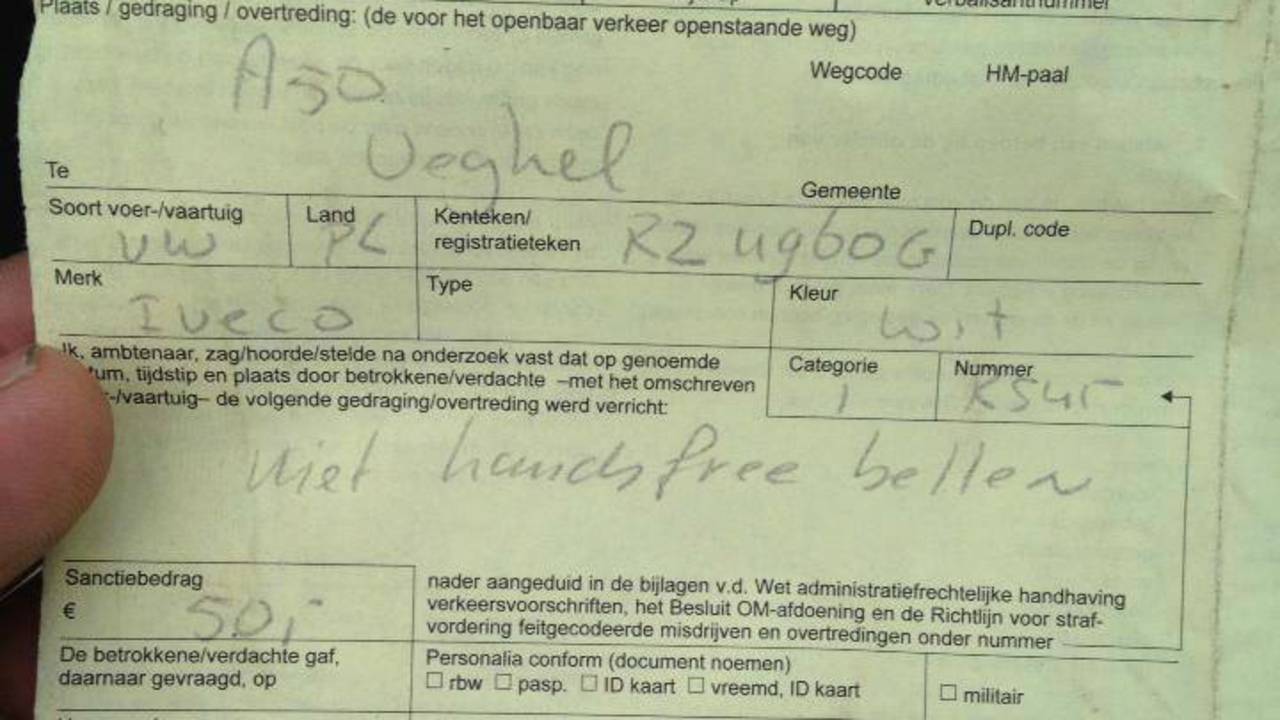 Plaats / gedraging / overtreding: (de voor het openbaar verkeer openstaande weg)
verbalisantnummer
A50
Wegcode HM-paal
Veghel
Te
Gemeente
Soort voer-/vaartuig Land Kenteken/ Dupl. code
registratieteken
VW PL RZ 4960G
Merk Type Kleur
Iveco wit
Ik, ambtenaar, zag/hoorde/stelde na onderzoek vast dat op genoemde Categorie Nummer
tum, tijdstip en plaats door betrokkene/verdachte –met het omschreven
-/vaartuig– de volgende gedraging/overtreding werd verricht:
1 R545
niet handsfree bellen
Sanctiebedrag
€ 50,-
nader aangeduid in de bijlagen v.d. Wet administratiefrechtelijke handhaving
verkeersvoorschriften, het Besluit OM-afdoening en de Richtlijn voor straf-
vordering feitgecodeerde misdrijven en overtredingen onder nummer
De betrokkene/verdachte gaf,
daarnaar gevraagd, op
Personalia conform (document noemen)
☐ rbw ☐ pasp. ☐ ID kaart ☐ vreemd, ID kaart ☐ militair